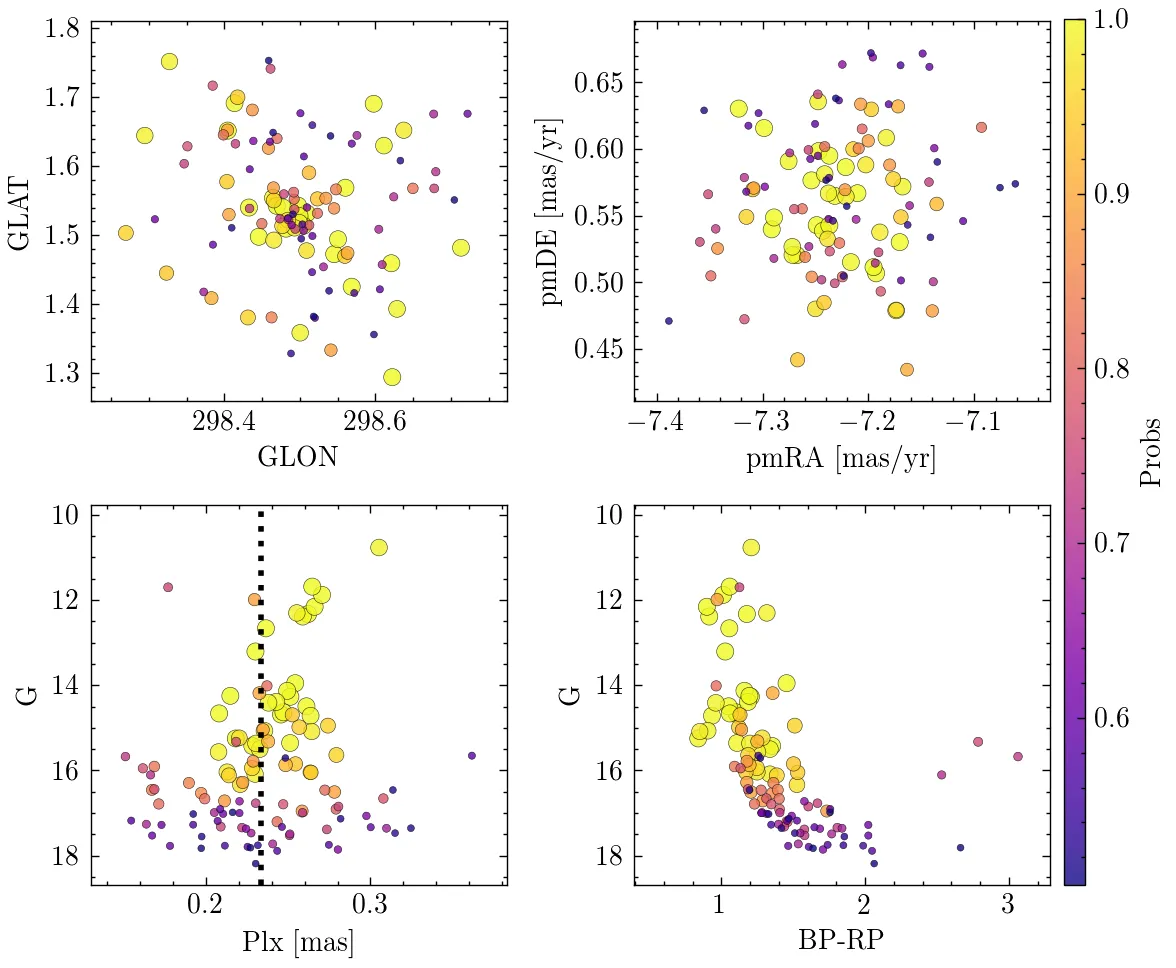 1.8
1.7
1.6
1.5
1.4
1.3
GLAT
298.4 298.6
GLON
0.65
0.60
0.55
0.50
0.45
pmDE [mas/yr]
−7.4 −7.3 −7.2 −7.1
pmRA [mas/yr]
10
12
14
16
18
G
0.2 0.3
Plx [mas]
10
12
14
16
18
G
1 2 3
BP-RP
1.0
0.9
0.8
0.7
0.6
Probs